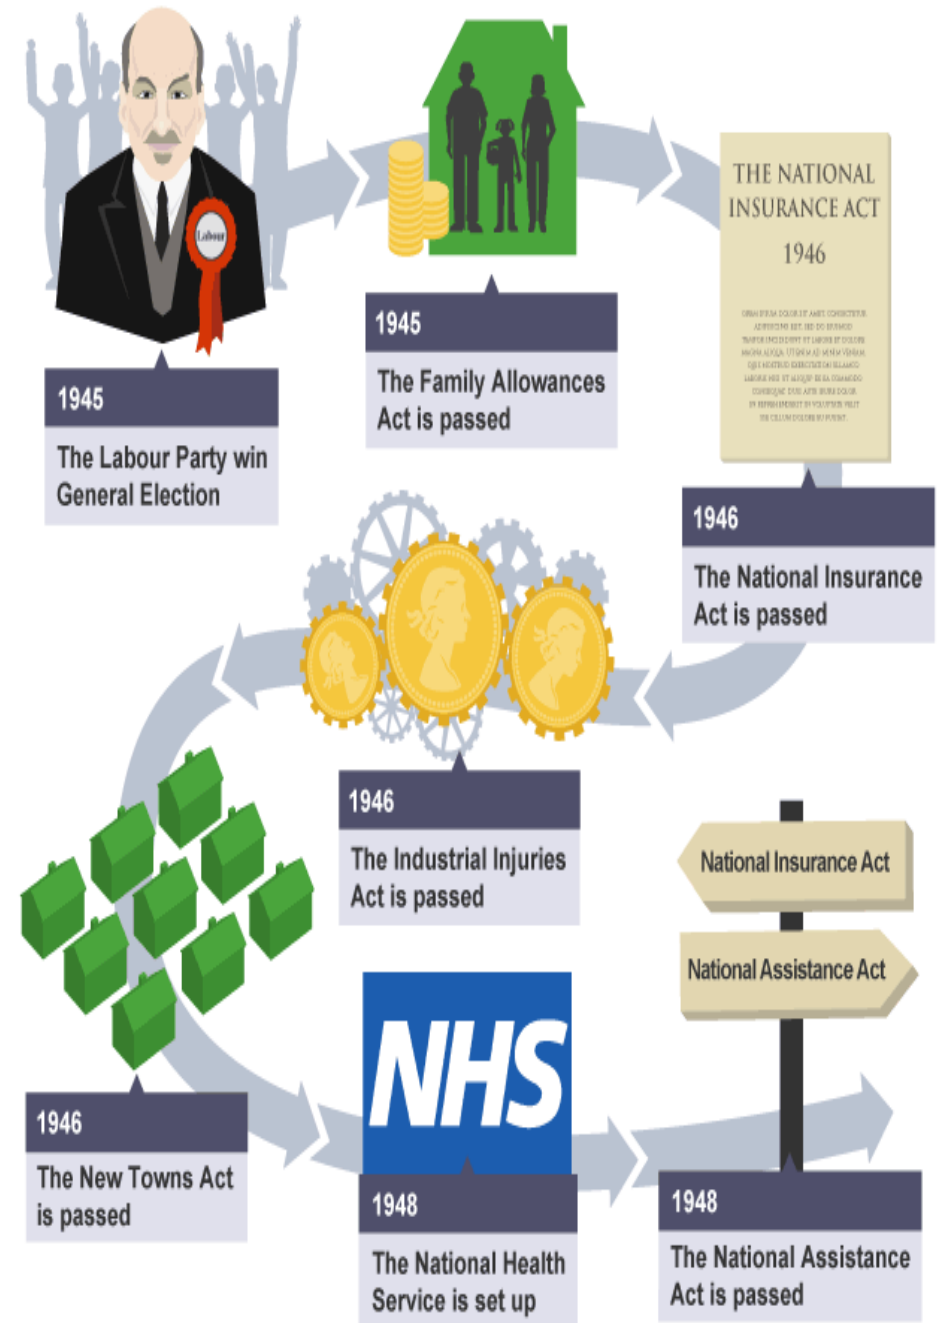 Labour
1945
The Labour Party win
General Election
1945
The Family Allowances
Act is passed
THE NATIONAL
INSURANCE ACT
1946
1946
The National Insurance
Act is passed
1946
The Industrial Injuries
Act is passed
1946
The New Towns Act
is passed
NHS
1948
The National Health
Service is set up
National Insurance Act
National Assistance Act
1948
The National Assistance
Act is passed